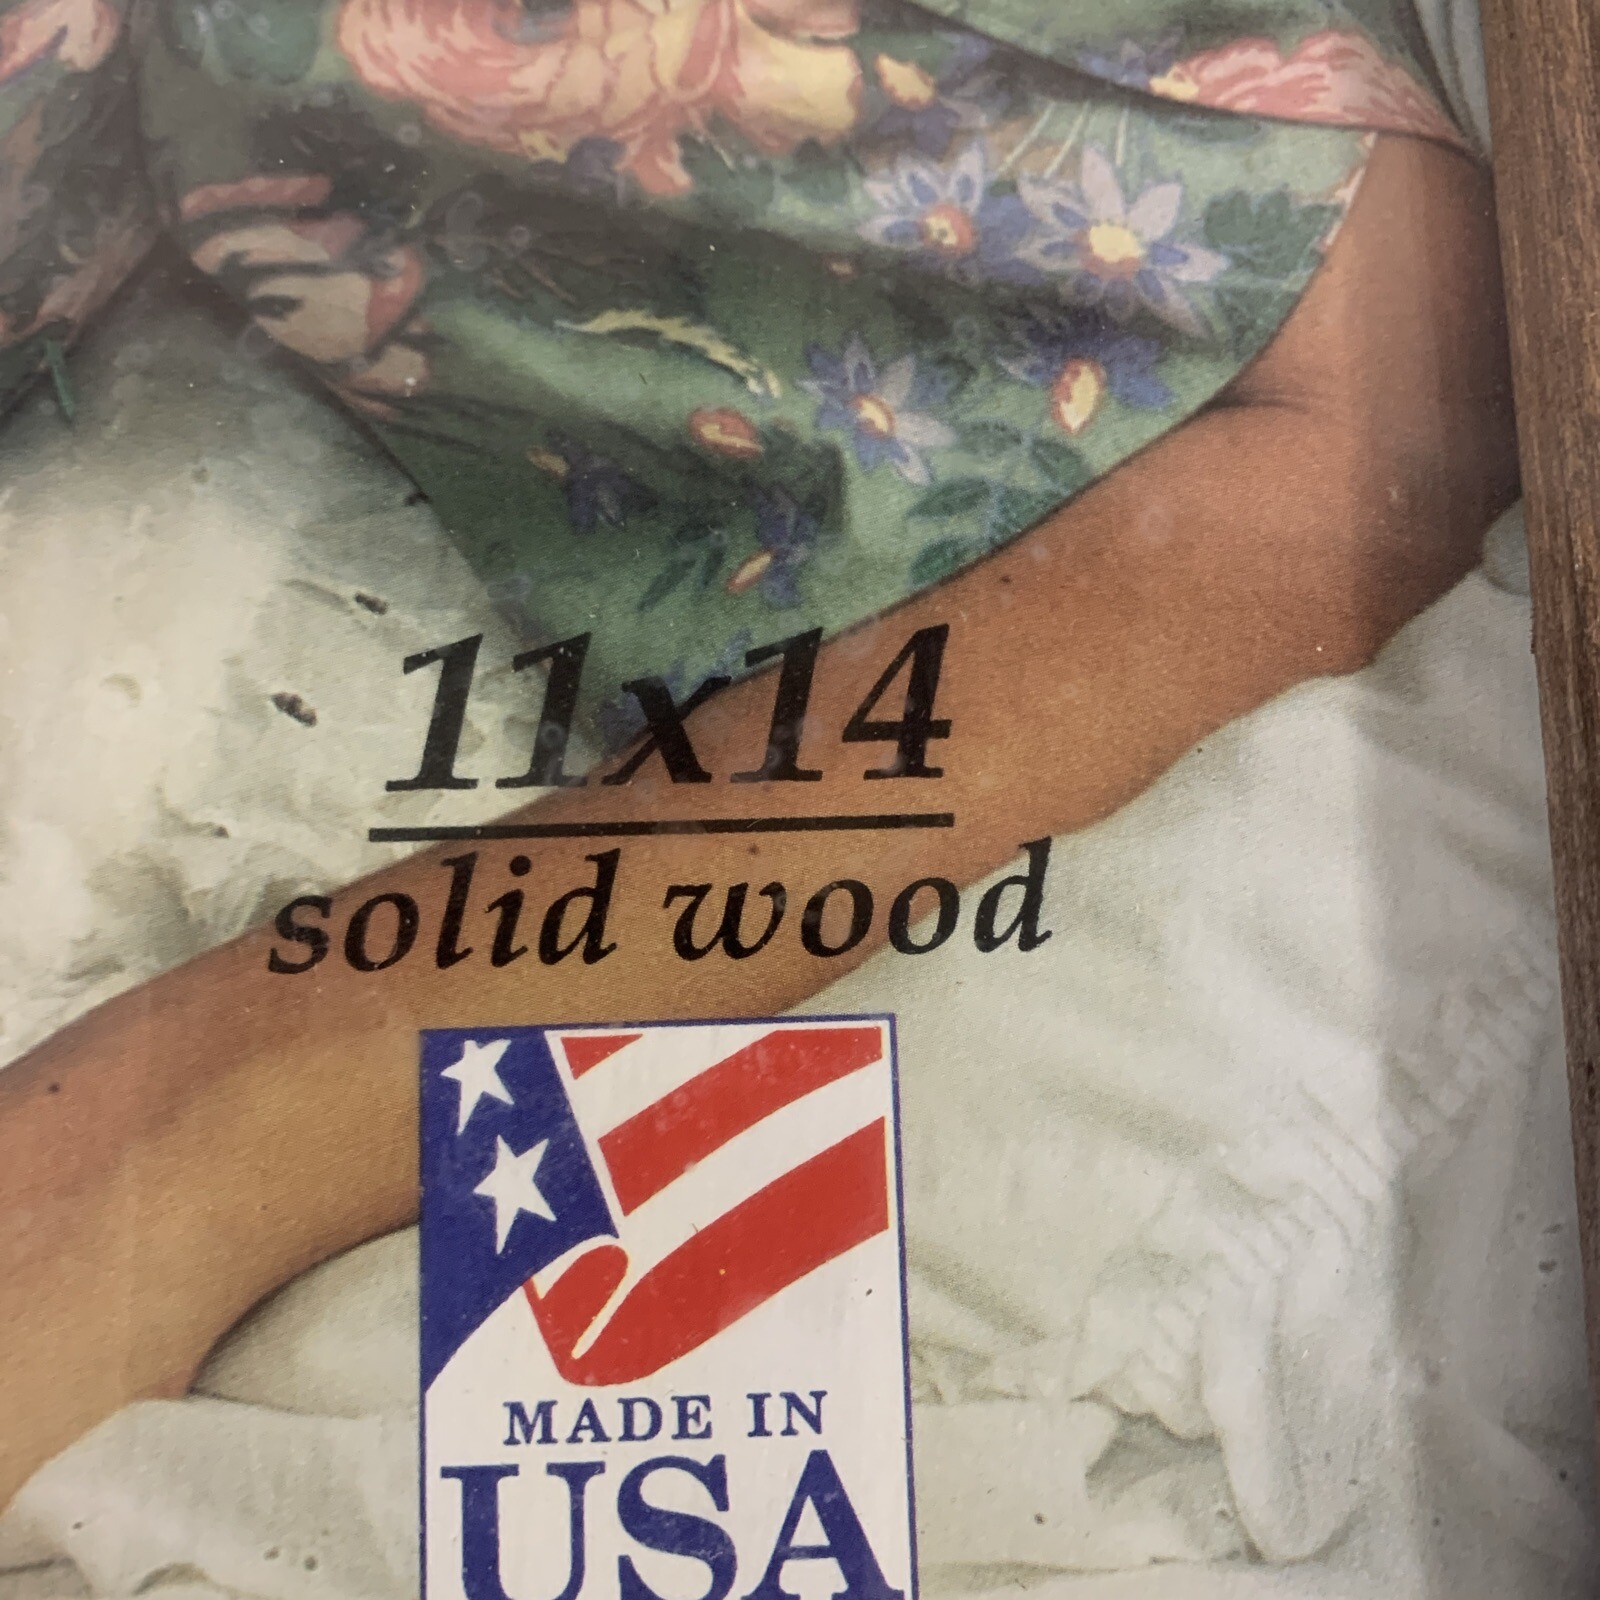 11x14
solid wood
MADE IN
USA